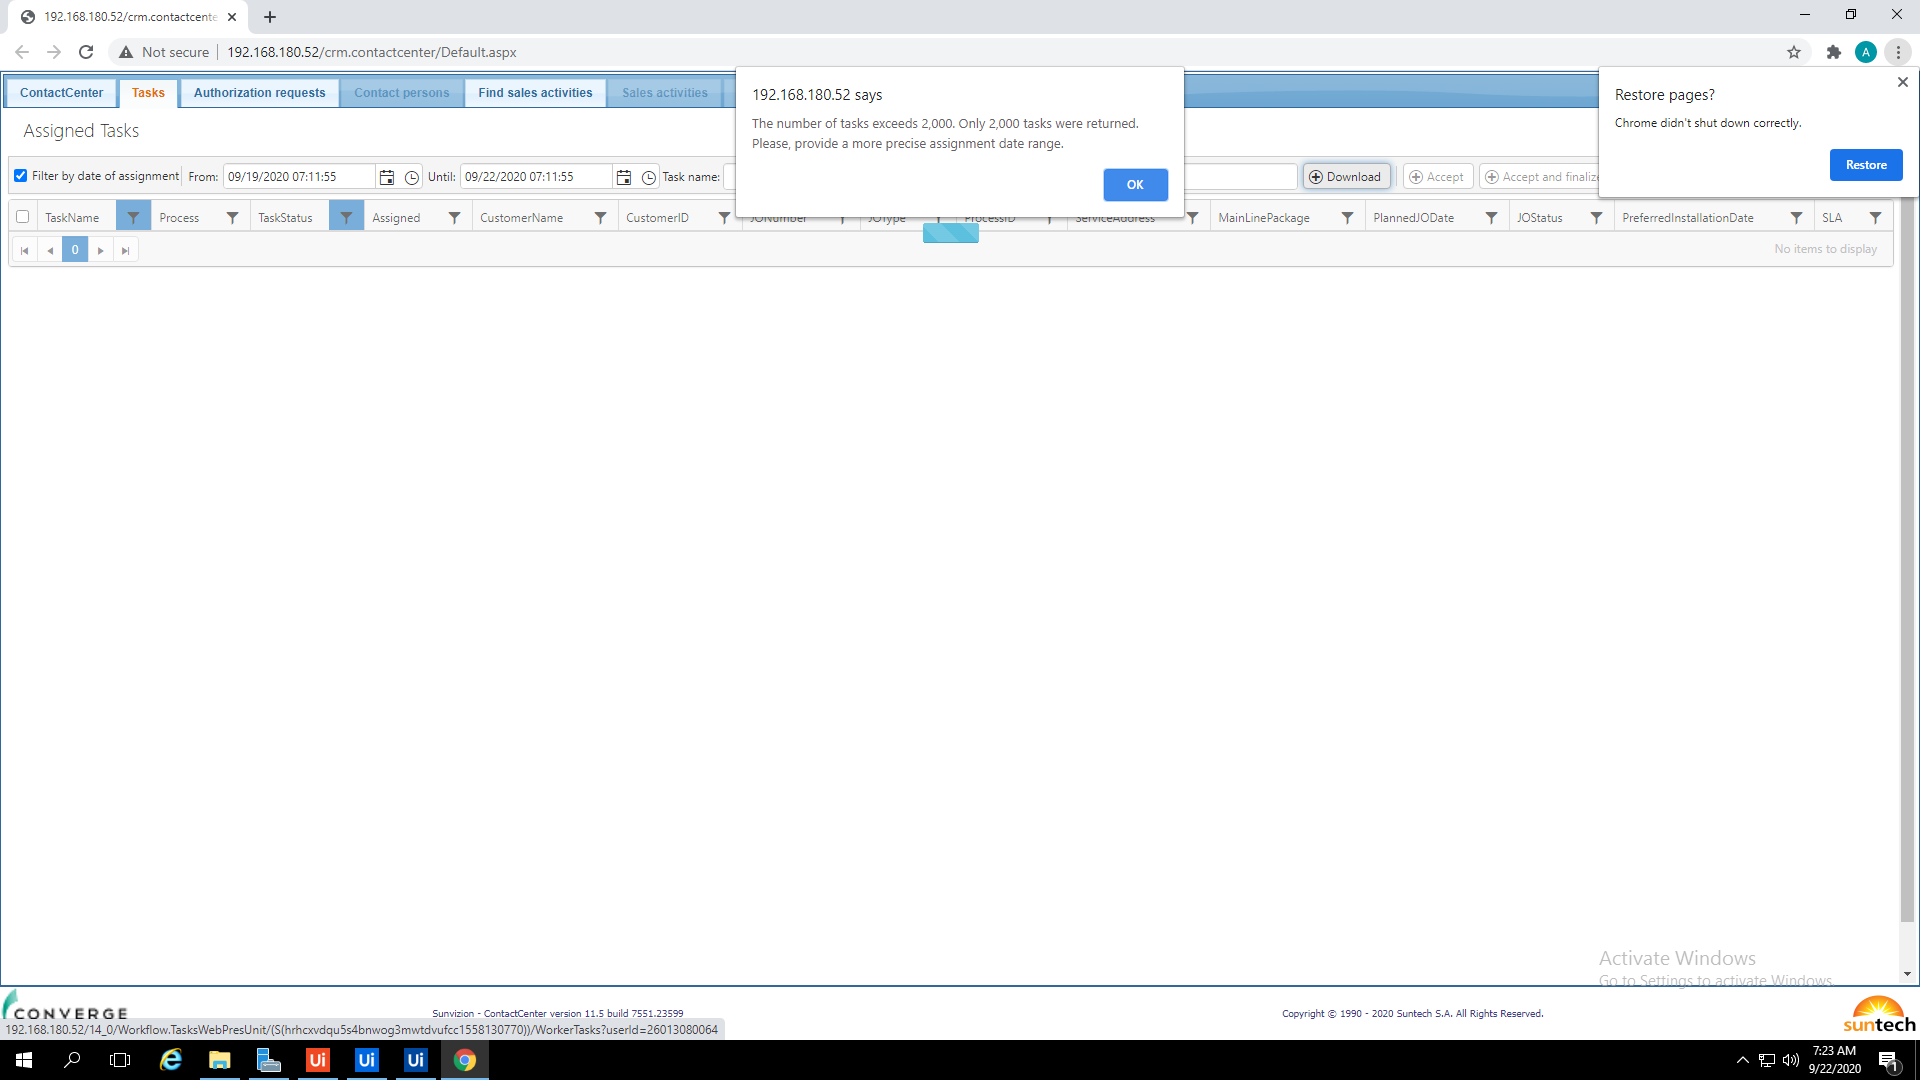 192.168.180.52/crm.contactcente
Not secure
192.168.180.52/crm.contactcenter/Default.aspx
A
ContactCenter
Tasks
Authorization requests
Contact persons
Find sales activities
Sales activities
192.168.180.52 says
The number of tasks exceeds 2,000. Only 2,000 tasks were returned.
Please, provide a more precise assignment date range.
OK
Restore pages?
Chrome didn't shut down correctly.
Restore
Assigned Tasks
Filter by date of assignment
From:
09/19/2020 07:11:55
Until:
09/22/2020 07:11:55
Task name:
Download
Accept
Accept and finalize
TaskName
Process
TaskStatus
Assigned
CustomerName
CustomerID
JONumber
JOType
ProcessID
ServiceAddress
MainLinePackage
PlannedJODate
JOStatus
PreferredInstallationDate
SLA
0
No items to display
Activate Windows
Go to Settings to activate Windows.
CONVERGE
Sunvizion - ContactCenter version 11.5 build 7551.23599
Copyright © 1990 - 2020 Suntech S.A. All Rights Reserved.
suntech
192.168.180.52/14_0/Workflow.TasksWebPresUnit/(S(hrhcxvdqu5s4bnwog3mwtdvufcc1558130770))/WorkerTasks?userId=26013080064
Ui
Ui
Ui
7:23 AM
9/22/2020
1